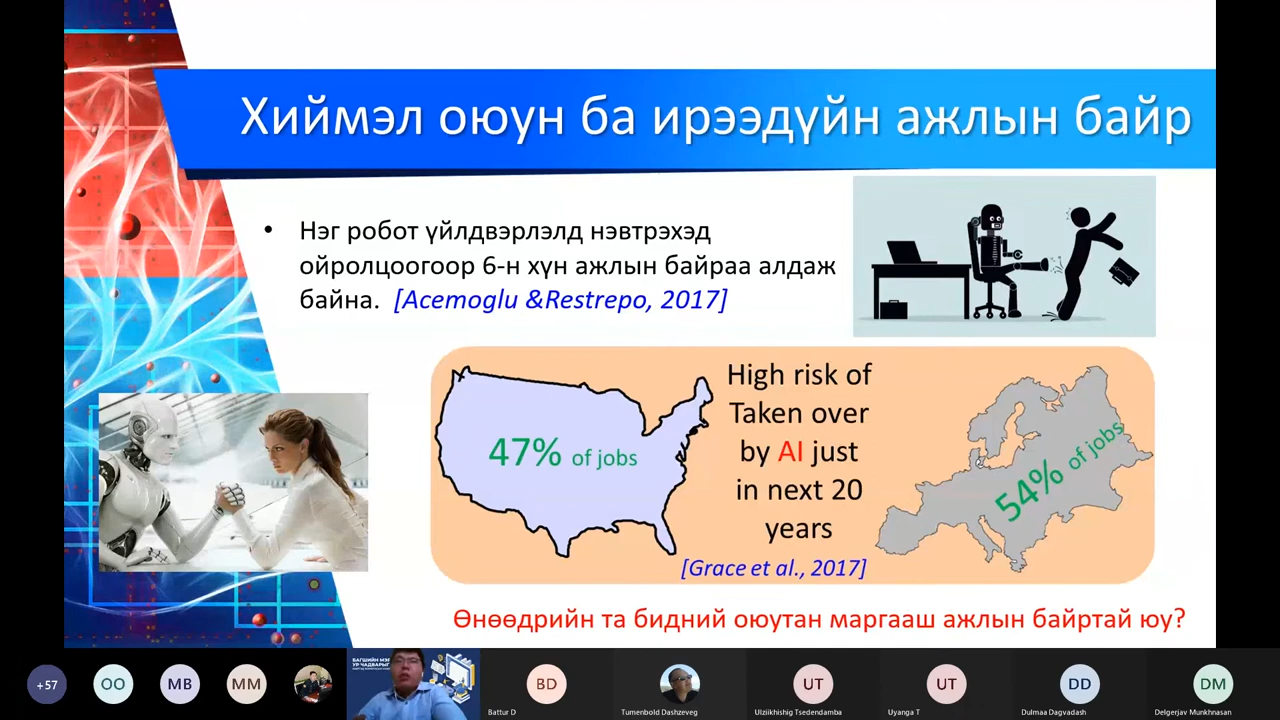 Хиймэл оюун ба ирээдүйн ажлын байр
• Нэг робот үйлдвэрлэлд нэвтрэхэд
ойролцоогоор 6-н хүн ажлын байраа алдаж
байна. [Acemoglu &Restrepo, 2017]
47% of jobs
High risk of
Taken over
by AI just
in next 20
years
[Grace et al., 2017]
54% of jobs
Өнөөдрийн та бидний оюутан маргааш ажлын байртай юу?
+57
OO
MB
MM
БАГШИЙН
УР ЧАДВАРЫГ
BD
Battur D
Tumenbold Dashzeveg
UT
Ulziikhishig Tsedendamba
UT
Uyanga T
DD
Dulmaa Dagvadash
DM
Delgerjav Munkhnasan